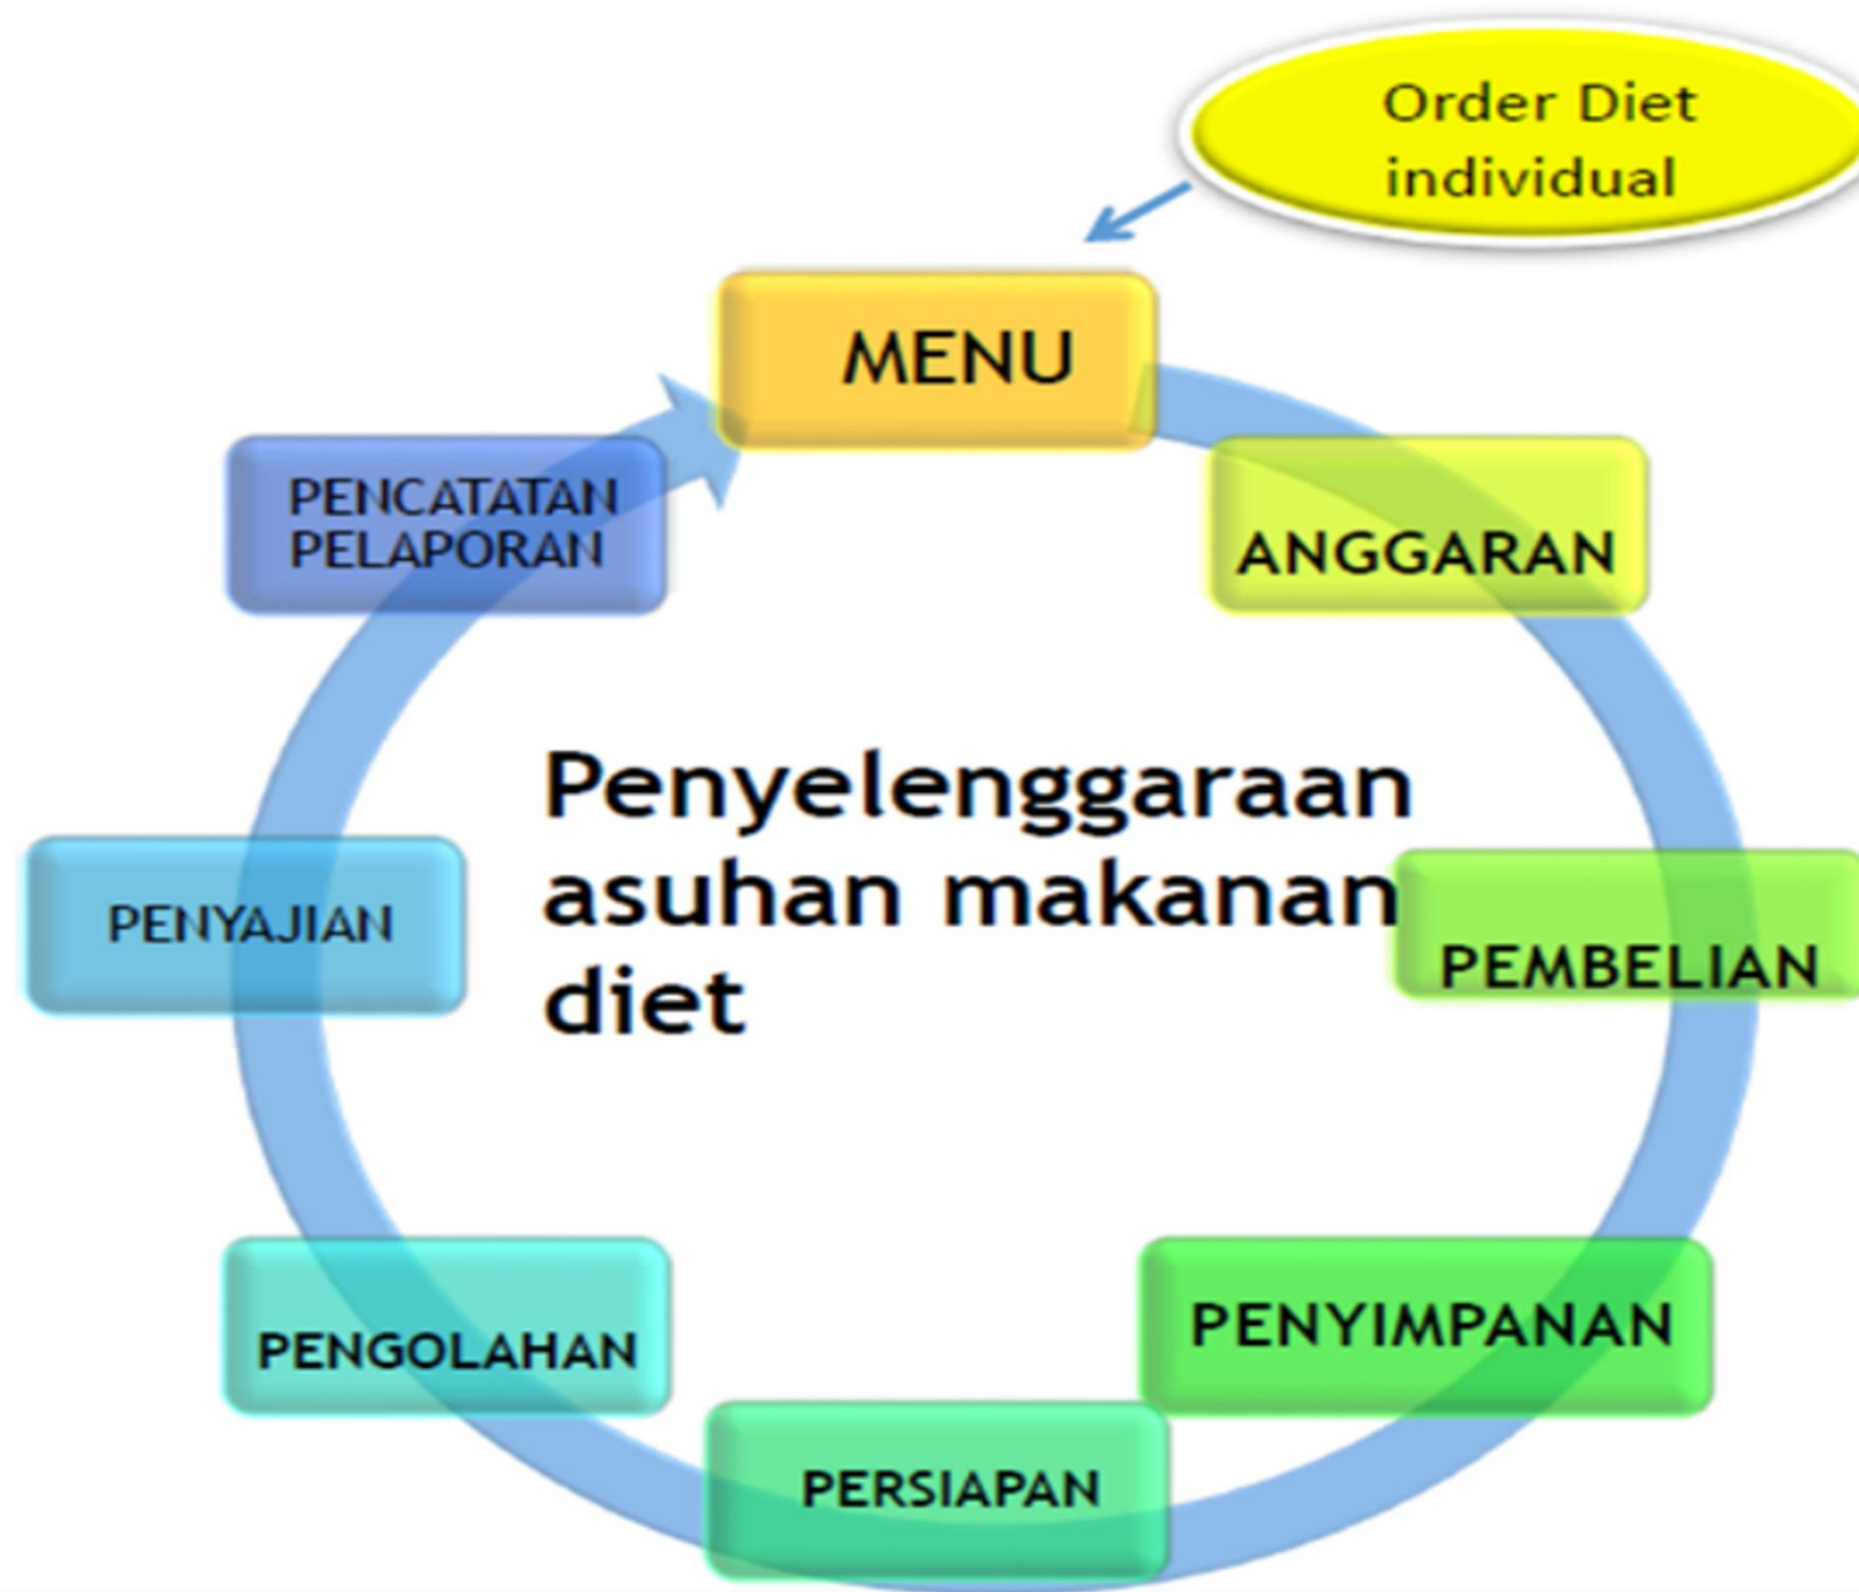 Order Diet
individual
MENU
ANGGARAN
PEMBELIAN
PENYIMPANAN
PERSIAPAN
PENGOLAHAN
PENYAJIAN
PENCATATAN
PELAPORAN
Penyelenggaraan
asuhan makanan
diet